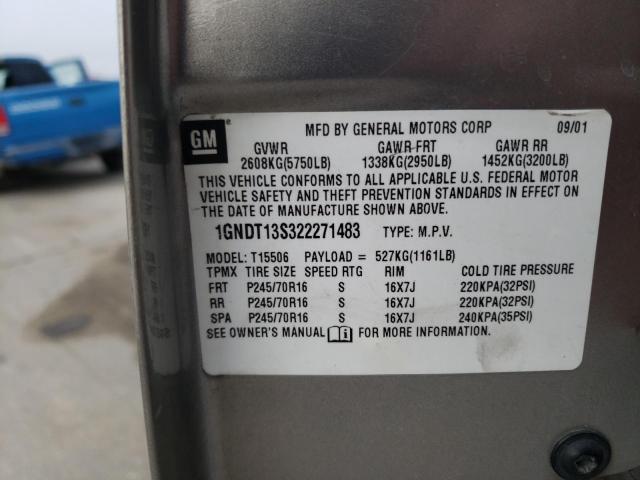 GM
MFD BY GENERAL MOTORS CORP 09/01
GVWR GAWR FRT GAWR RR
2608KG(5750LB) 1338KG(2950LB) 1452KG(3200LB)
THIS VEHICLE CONFORMS TO ALL APPLICABLE U.S. FEDERAL MOTOR
VEHICLE SAFETY AND THEFT PREVENTION STANDARDS IN EFFECT ON
THE DATE OF MANUFACTURE SHOWN ABOVE.
1GNDT13S322271483 TYPE: M.P.V.
MODEL: T15506 PAYLOAD = 527KG(1161LB)
TPMX TIRE SIZE SPEED RTG RIM COLD TIRE PRESSURE
FRT P245/70R16 S 16X7J 220KPA(32PSI)
RR P245/70R16 S 16X7J 220KPA(32PSI)
SPA P245/70R16 S 16X7J 240KPA(35PSI)
SEE OWNER'S MANUAL FOR MORE INFORMATION.